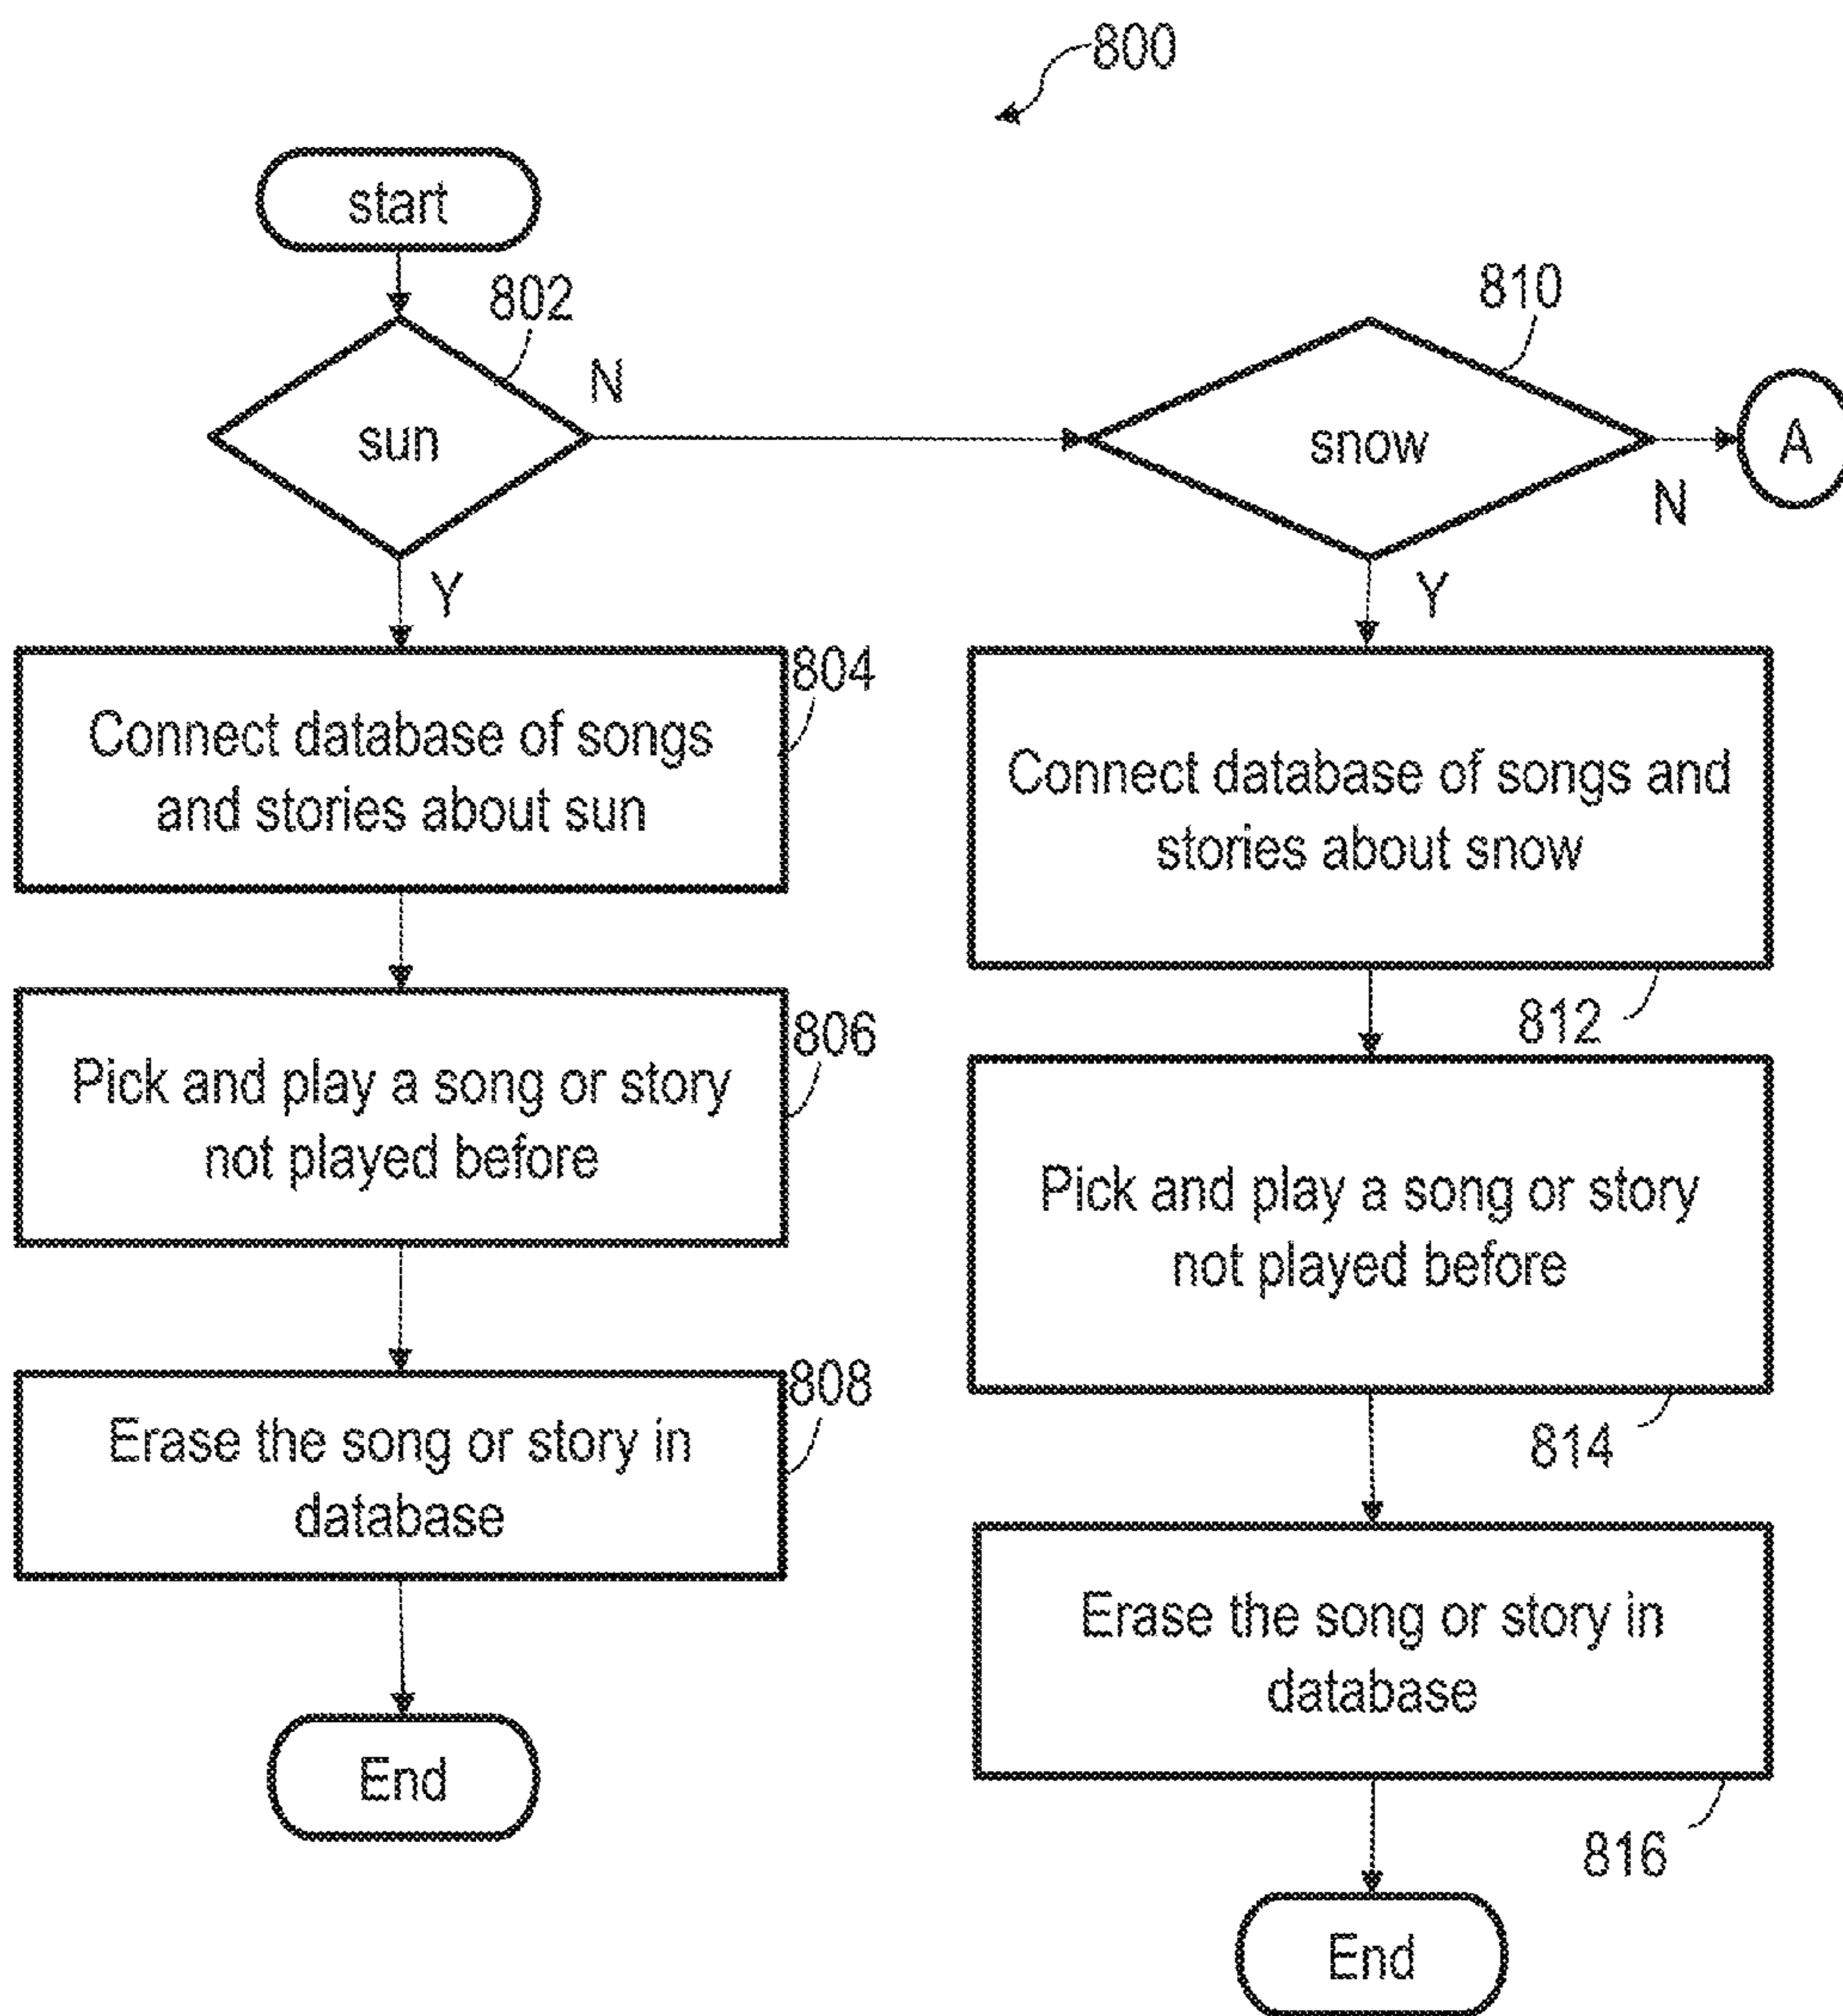 800
start
802
sun
N
Y
804
Connect database of songs
and stories about sun
806
Pick and play a song or story
not played before
808
Erase the song or story in
database
End
810
snow
N
A
Y
Connect database of songs and
stories about snow
812
Pick and play a song or story
not played before
814
Erase the song or story in
database
816
End